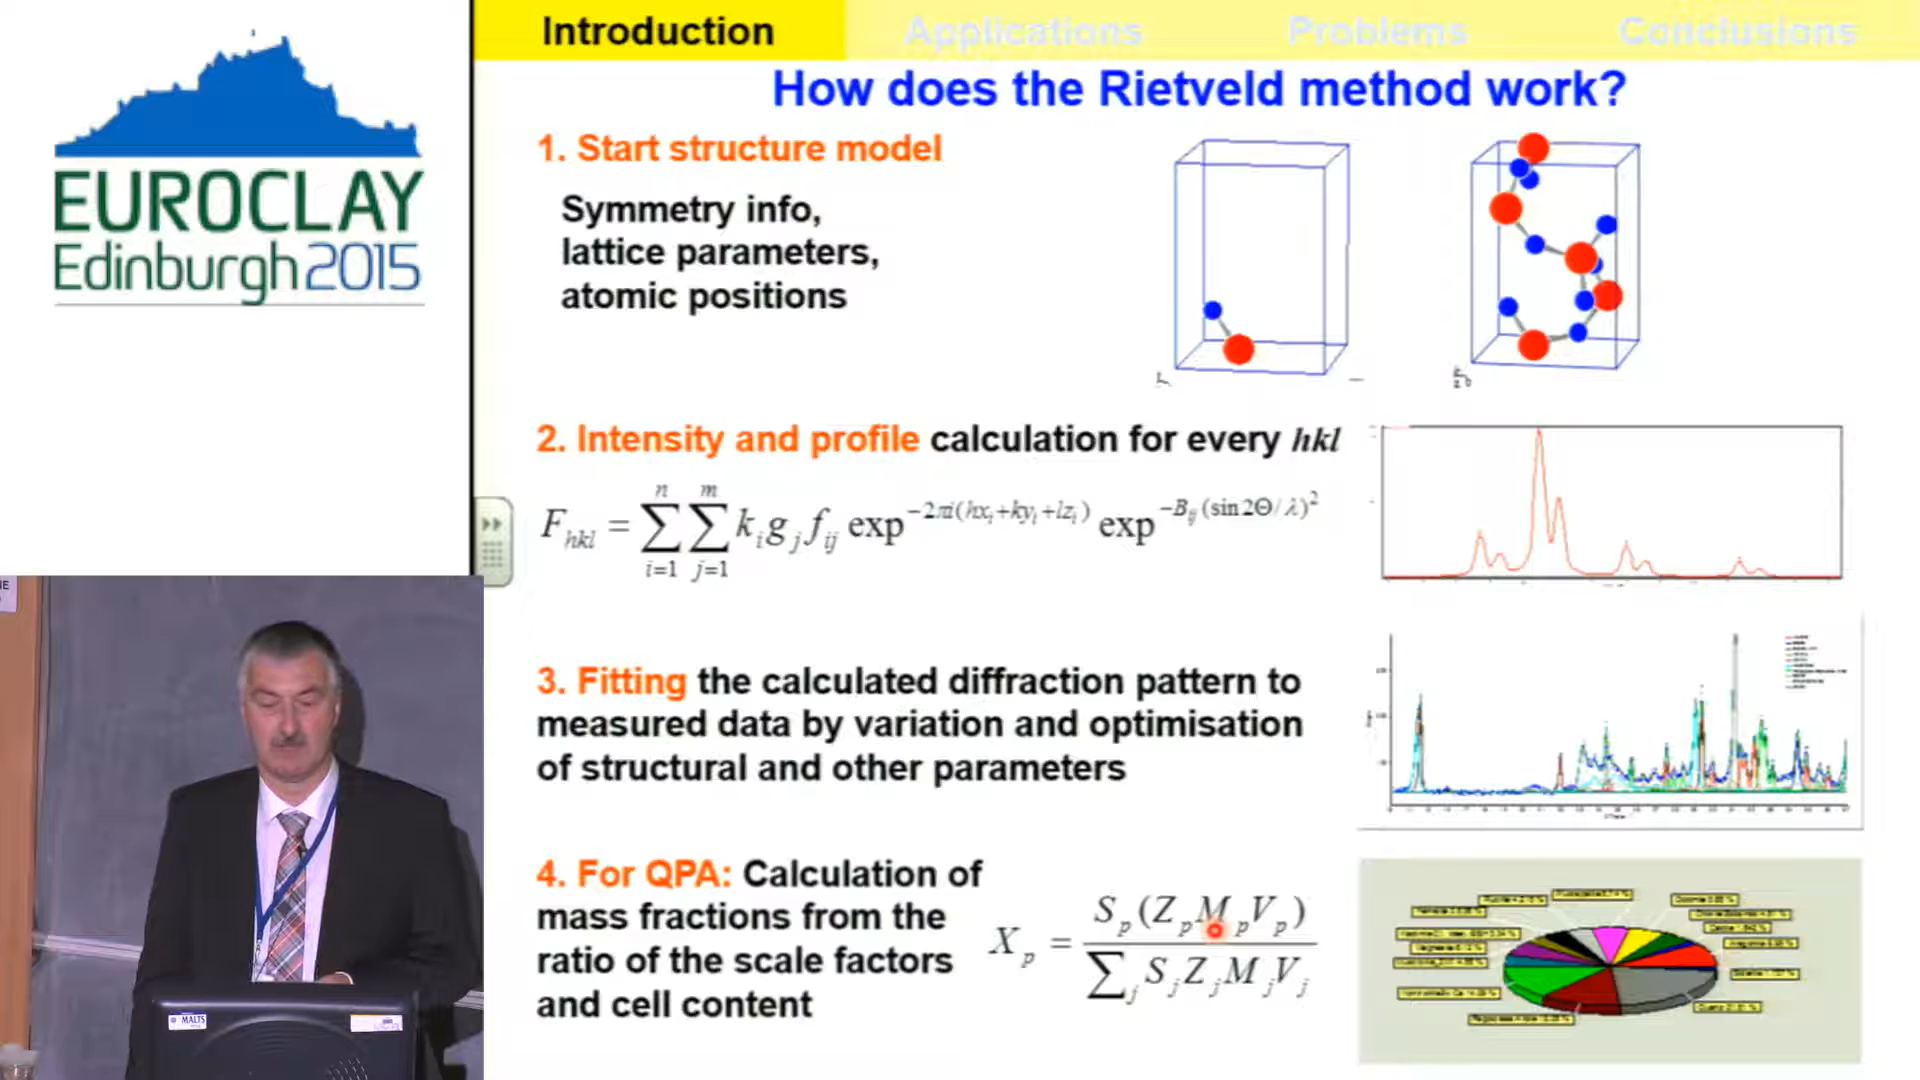 EUROCLAY
Edinburgh 2015
Introduction
Applications
Problems
Conclusions
How does the Rietveld method work?
1. Start structure model
Symmetry info,
lattice parameters,
atomic positions
2. Intensity and profile calculation for every hkl
F_hkl = ∑_{i=1}^{n} ∑_{j=1}^{m} k_i g_j f_ij exp^{-2πi(hx_i+ky_i+lz_i)} exp^{-B_ij(sin2Θ/λ)^2}
3. Fitting the calculated diffraction pattern to
measured data by variation and optimisation
of structural and other parameters
4. For QPA: Calculation of
mass fractions from the
ratio of the scale factors
and cell content
X_p = S_p(Z_p M_p V_p) / ∑_j S_j Z_j M_j V_j
MALTS